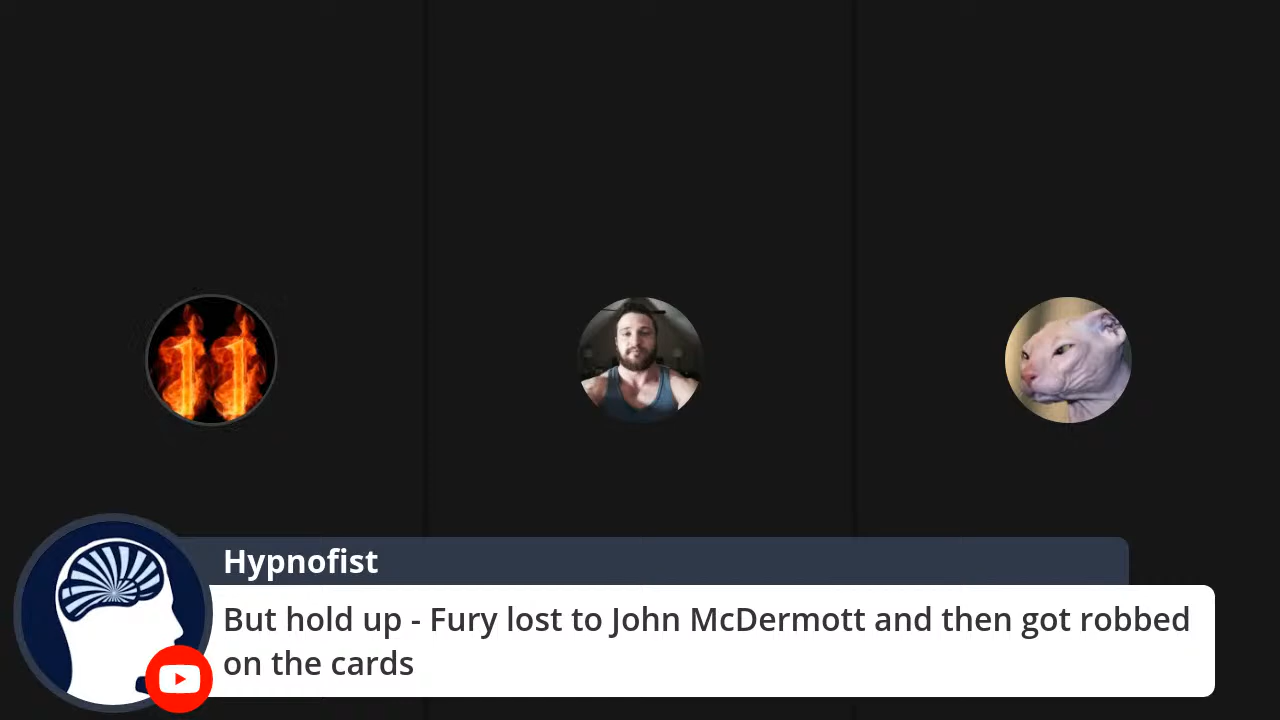 Hypnofist
But hold up - Fury lost to John McDermott and then got robbed
on the cards